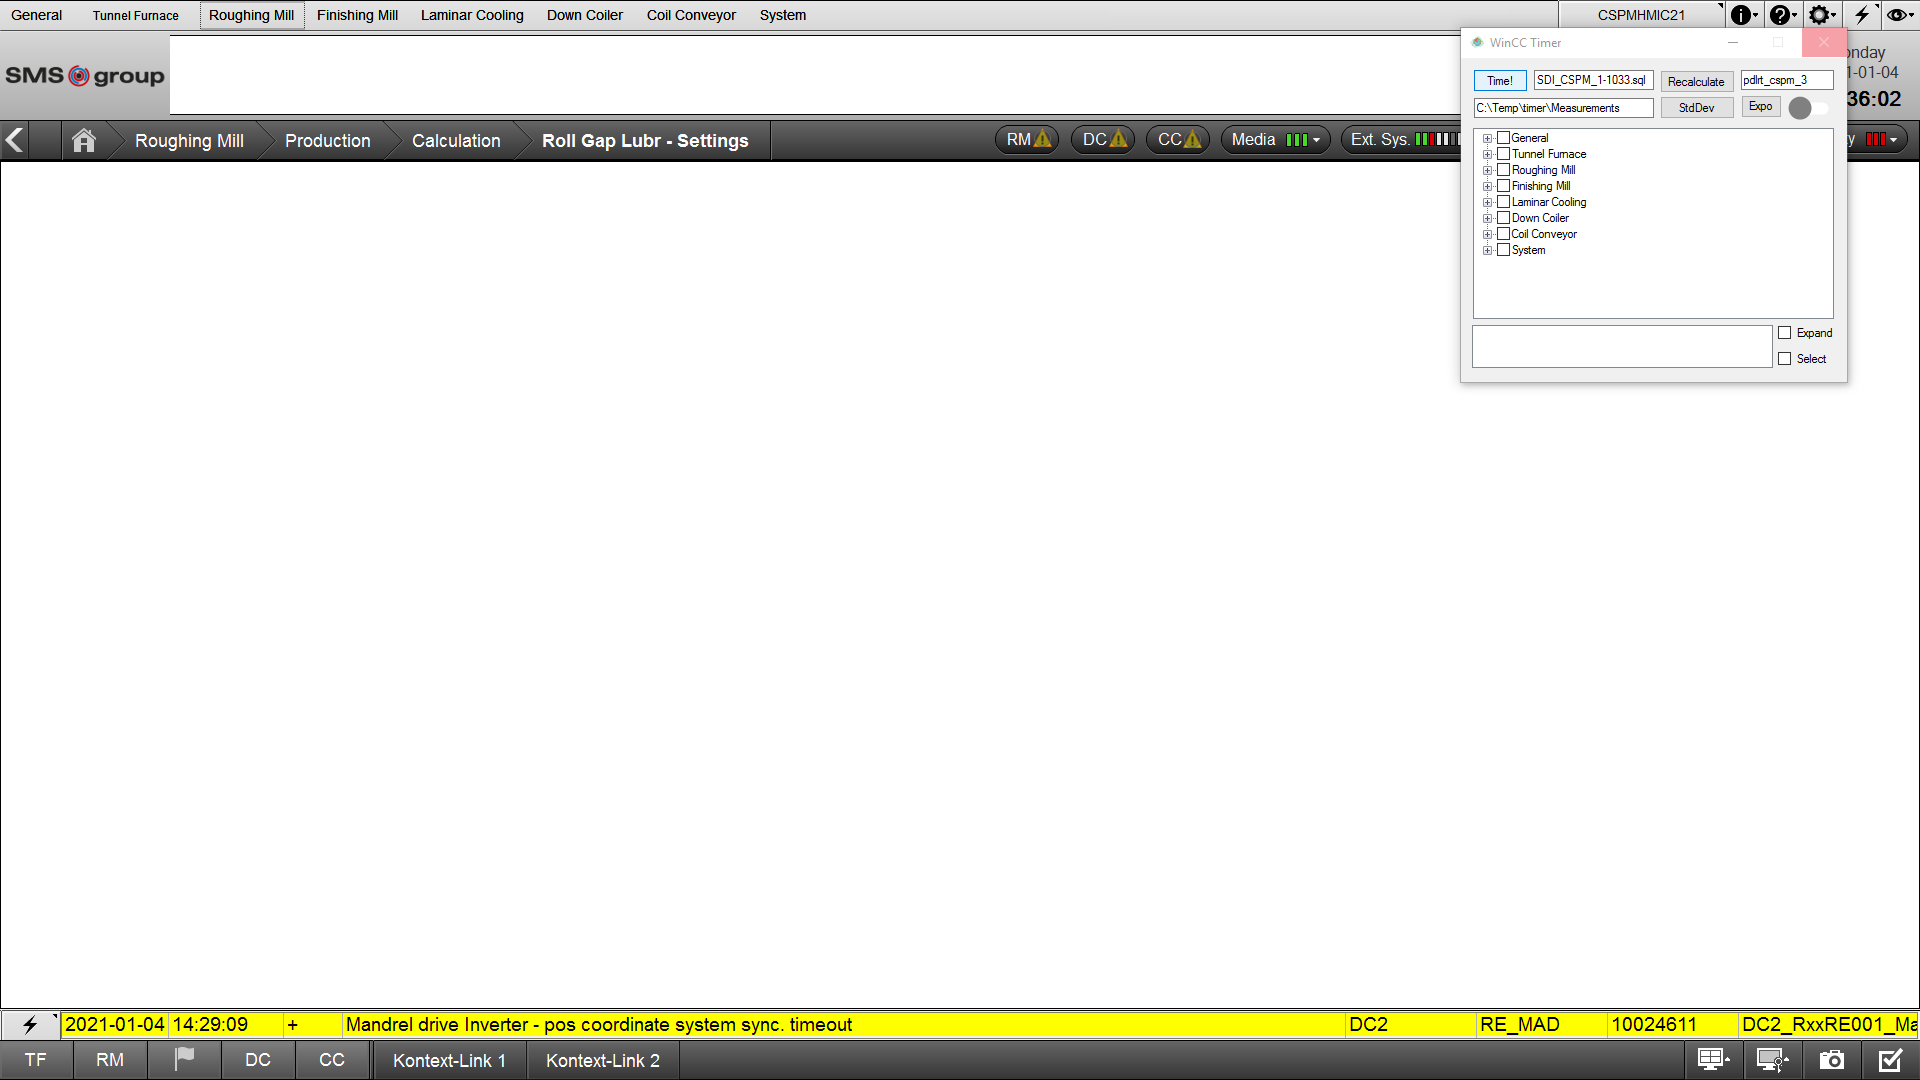 General Tunnel Furnace Roughing Mill Finishing Mill Laminar Cooling Down Coiler Coil Conveyor System CSPMHMIC21
SMS group
WinCC Timer
Time! SDI_CSPM_1-1033.sql Recalculate pdlrt_cspm_3
C:\Temp\timer\Measurements StdDev Expo
General
Tunnel Furnace
Roughing Mill
Finishing Mill
Laminar Cooling
Down Coiler
Coil Conveyor
System
Expand
Select
onday
1-01-04
36:02
Roughing Mill Production Calculation Roll Gap Lubr - Settings RM DC CC Media Ext. Sys. y
2021-01-04 14:29:09 + Mandrel drive Inverter - pos coordinate system sync. timeout DC2 RE_MAD 10024611 DC2_RxxRE001_Ma
TF RM DC CC Kontext-Link 1 Kontext-Link 2